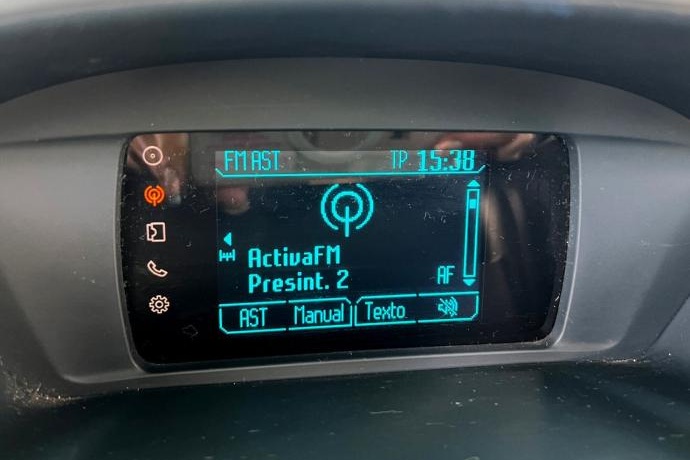 FM AST TP 15:38
ActivaFM
Presint. 2
AF
AST Manual Texto